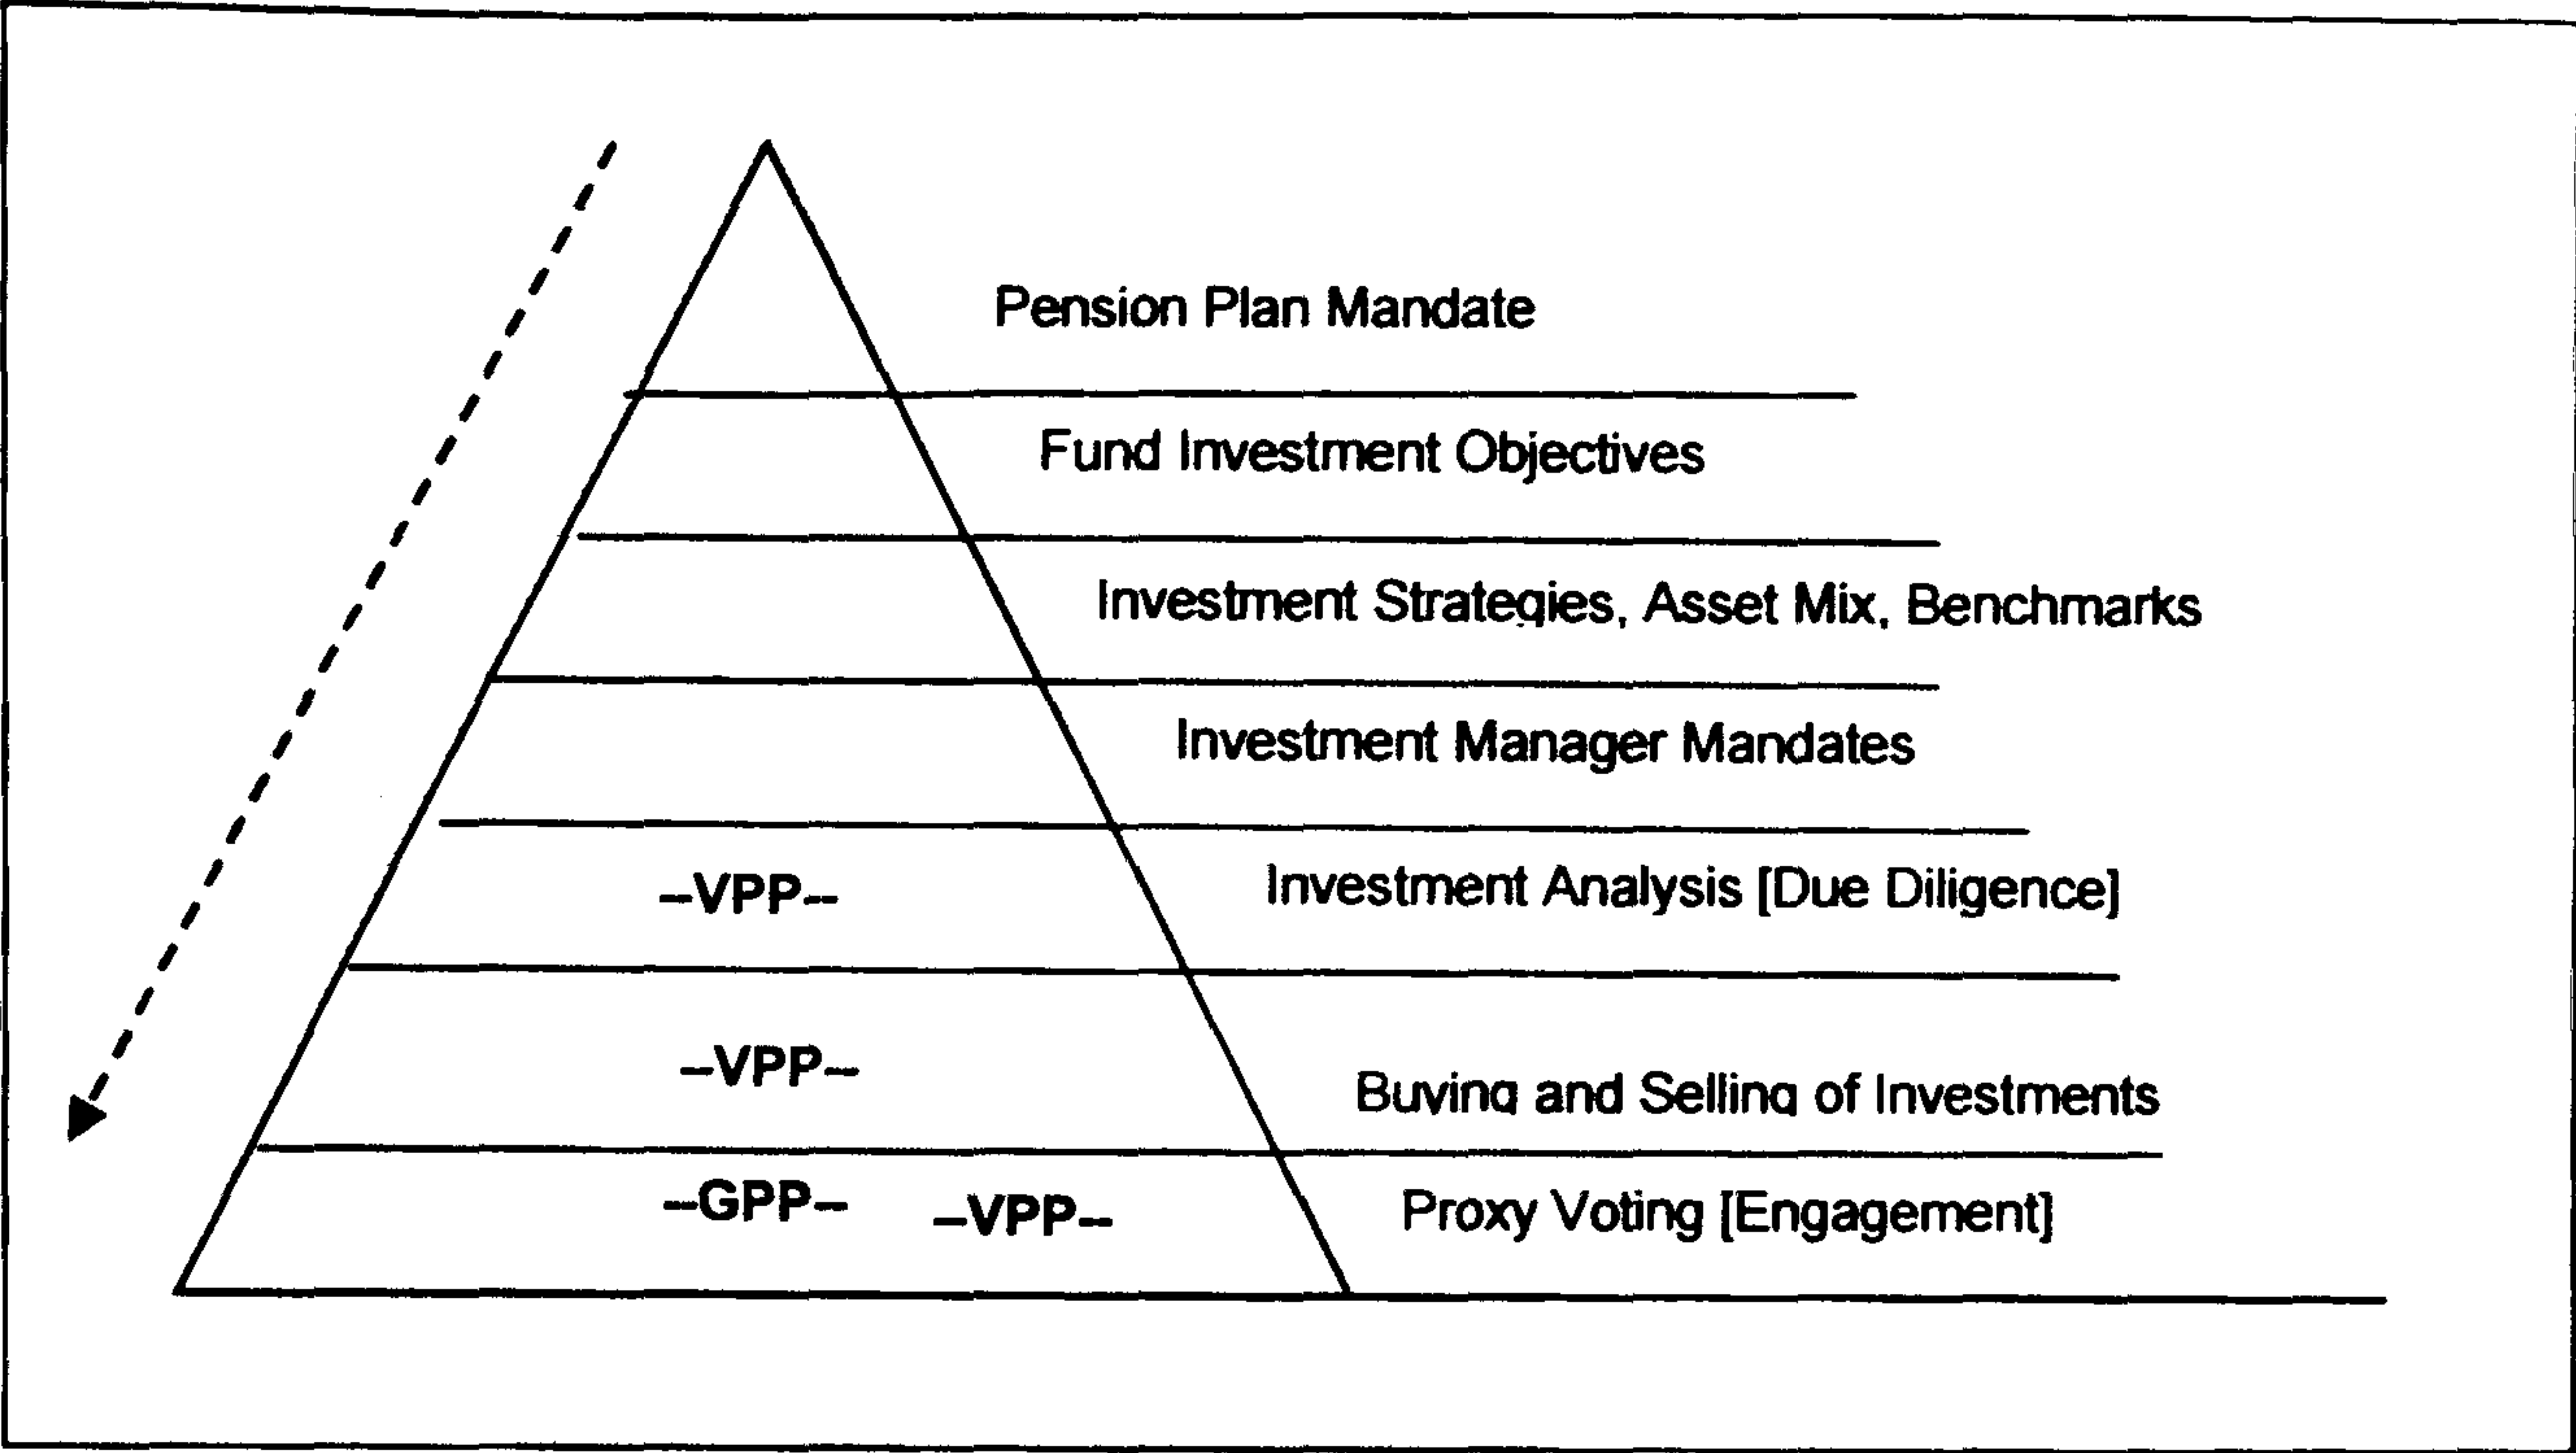 Pension Plan Mandate
Fund Investment Objectives
Investment Strategies, Asset Mix, Benchmarks
Investment Manager Mandates
–VPP–
Investment Analysis [Due Diligence]
–VPP–
Buying and Selling of Investments
–GPP– –VPP–
Proxy Voting [Engagement]